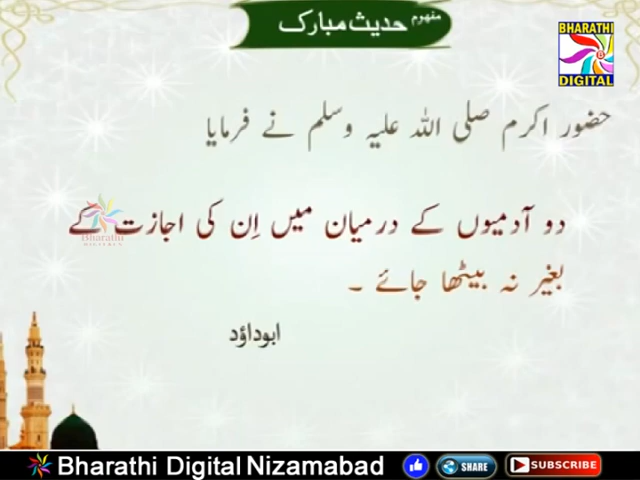 مفہوم حدیث مبارک
BHARATHI
DIGITAL
حضور اکرم صلی اللہ علیہ وسلم نے فرمایا
دو آدمیوں کے درمیان میں اِن کی اجازت کے
Bharathi
بغیر نہ بیٹھا جائے ۔
ابوداؤد
Bharathi Digital Nizamabad SHARE SUBSCRIBE